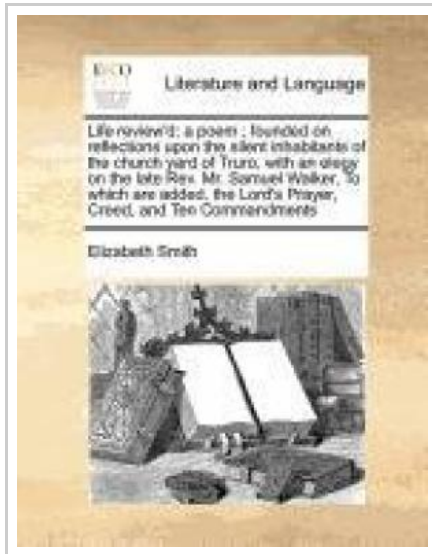 ECCO
Literature and Language
Life review'd: a poem ; founded on
reflections upon the silent inhabitants of
the church yard of Truro, with an elegy
on the late Rev. Mr. Samuel Walker, To
which are added, the Lord's Prayer,
Creed, and Ten Commandments
Elizabeth Smith